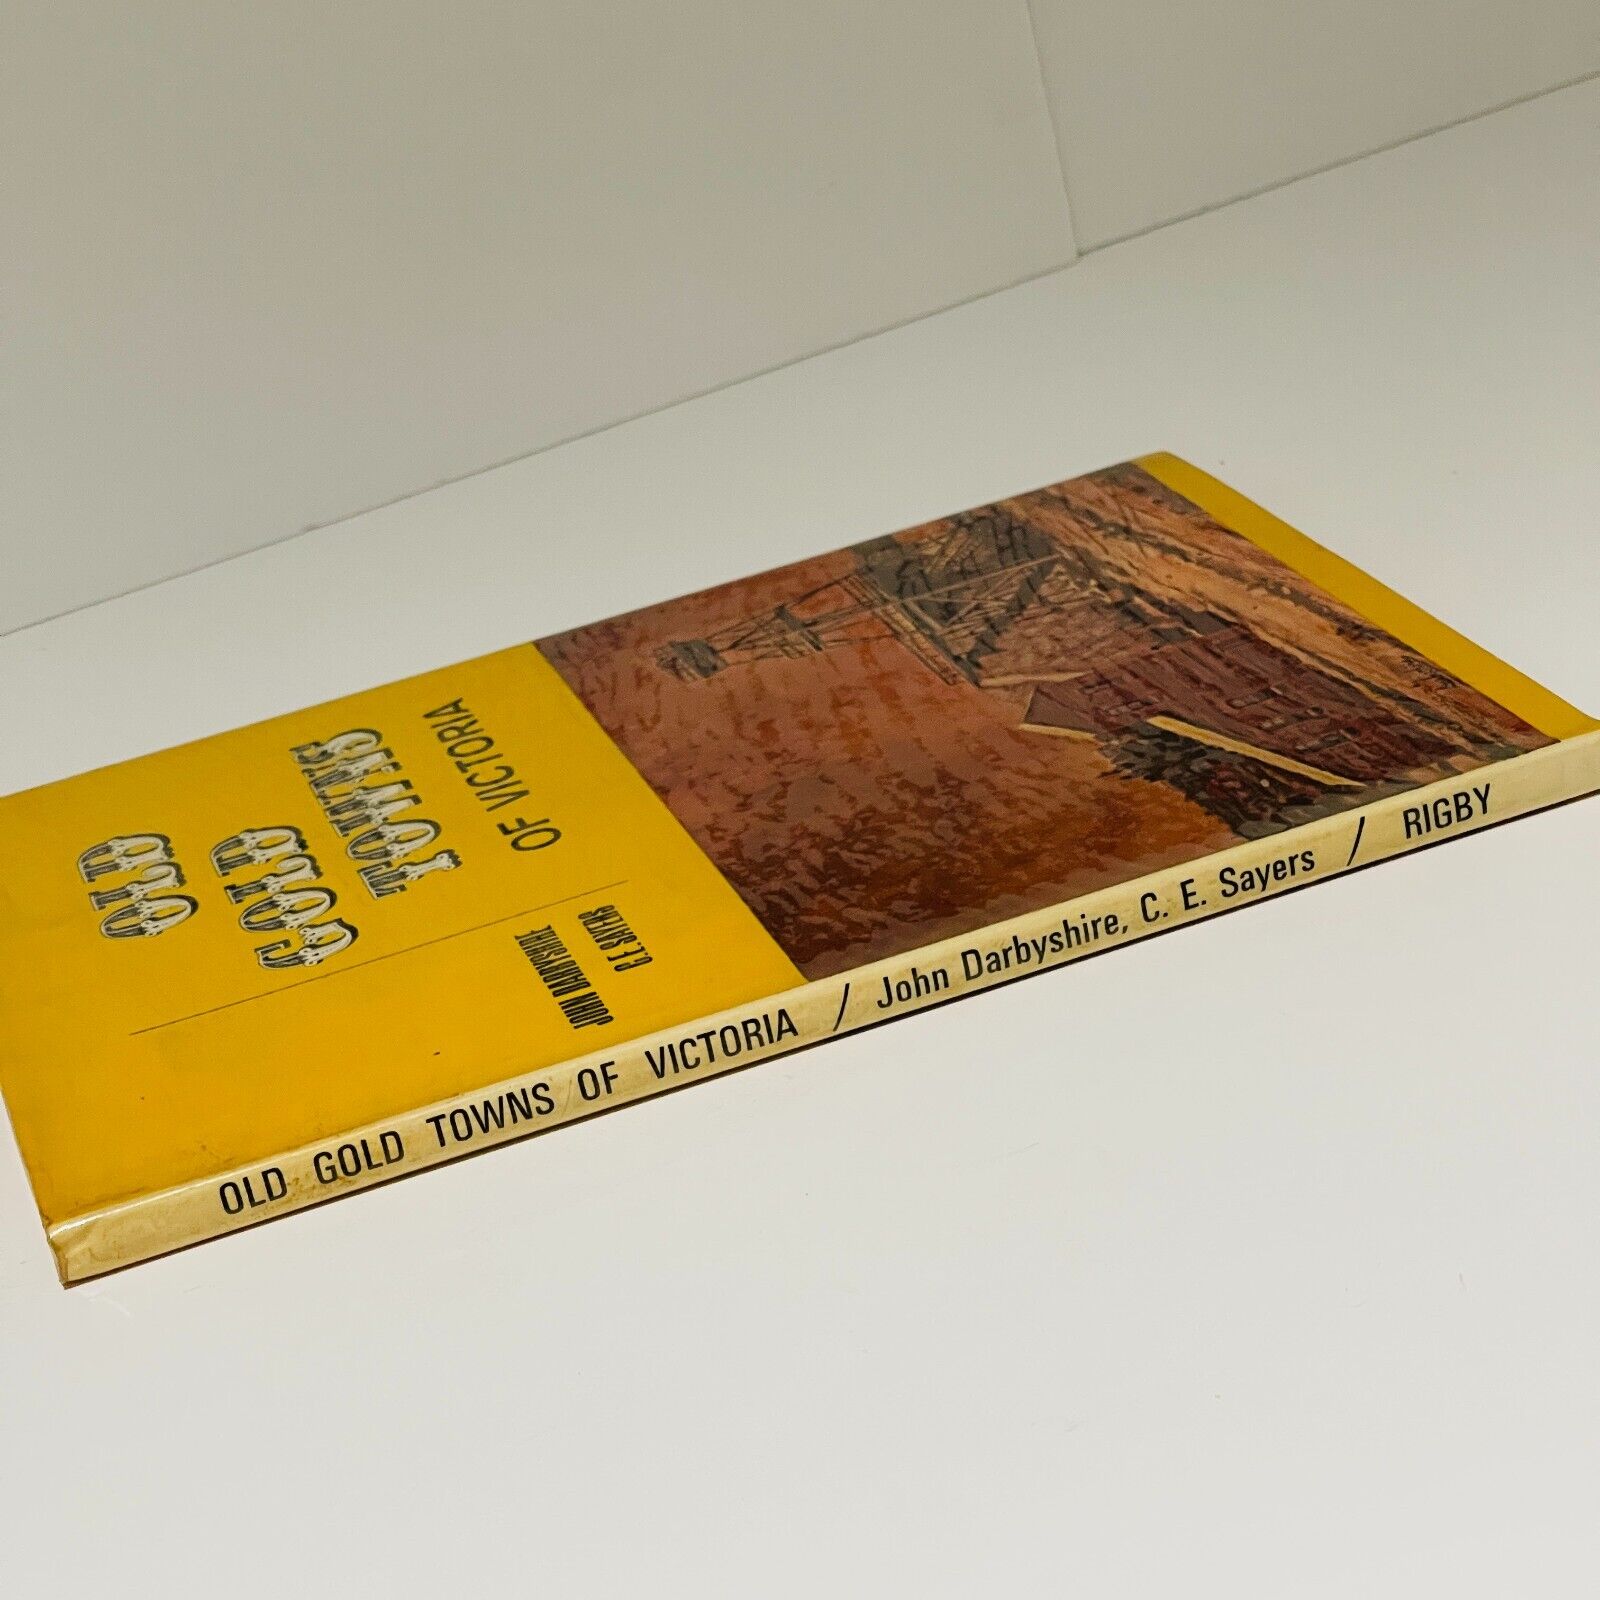 OLD
GOLD
TOWNS
OF VICTORIA
JOHN DARBYSHIRE
C. E. SAYERS
OLD GOLD TOWNS OF VICTORIA / John Darbyshire, C. E. Sayers / RIGBY